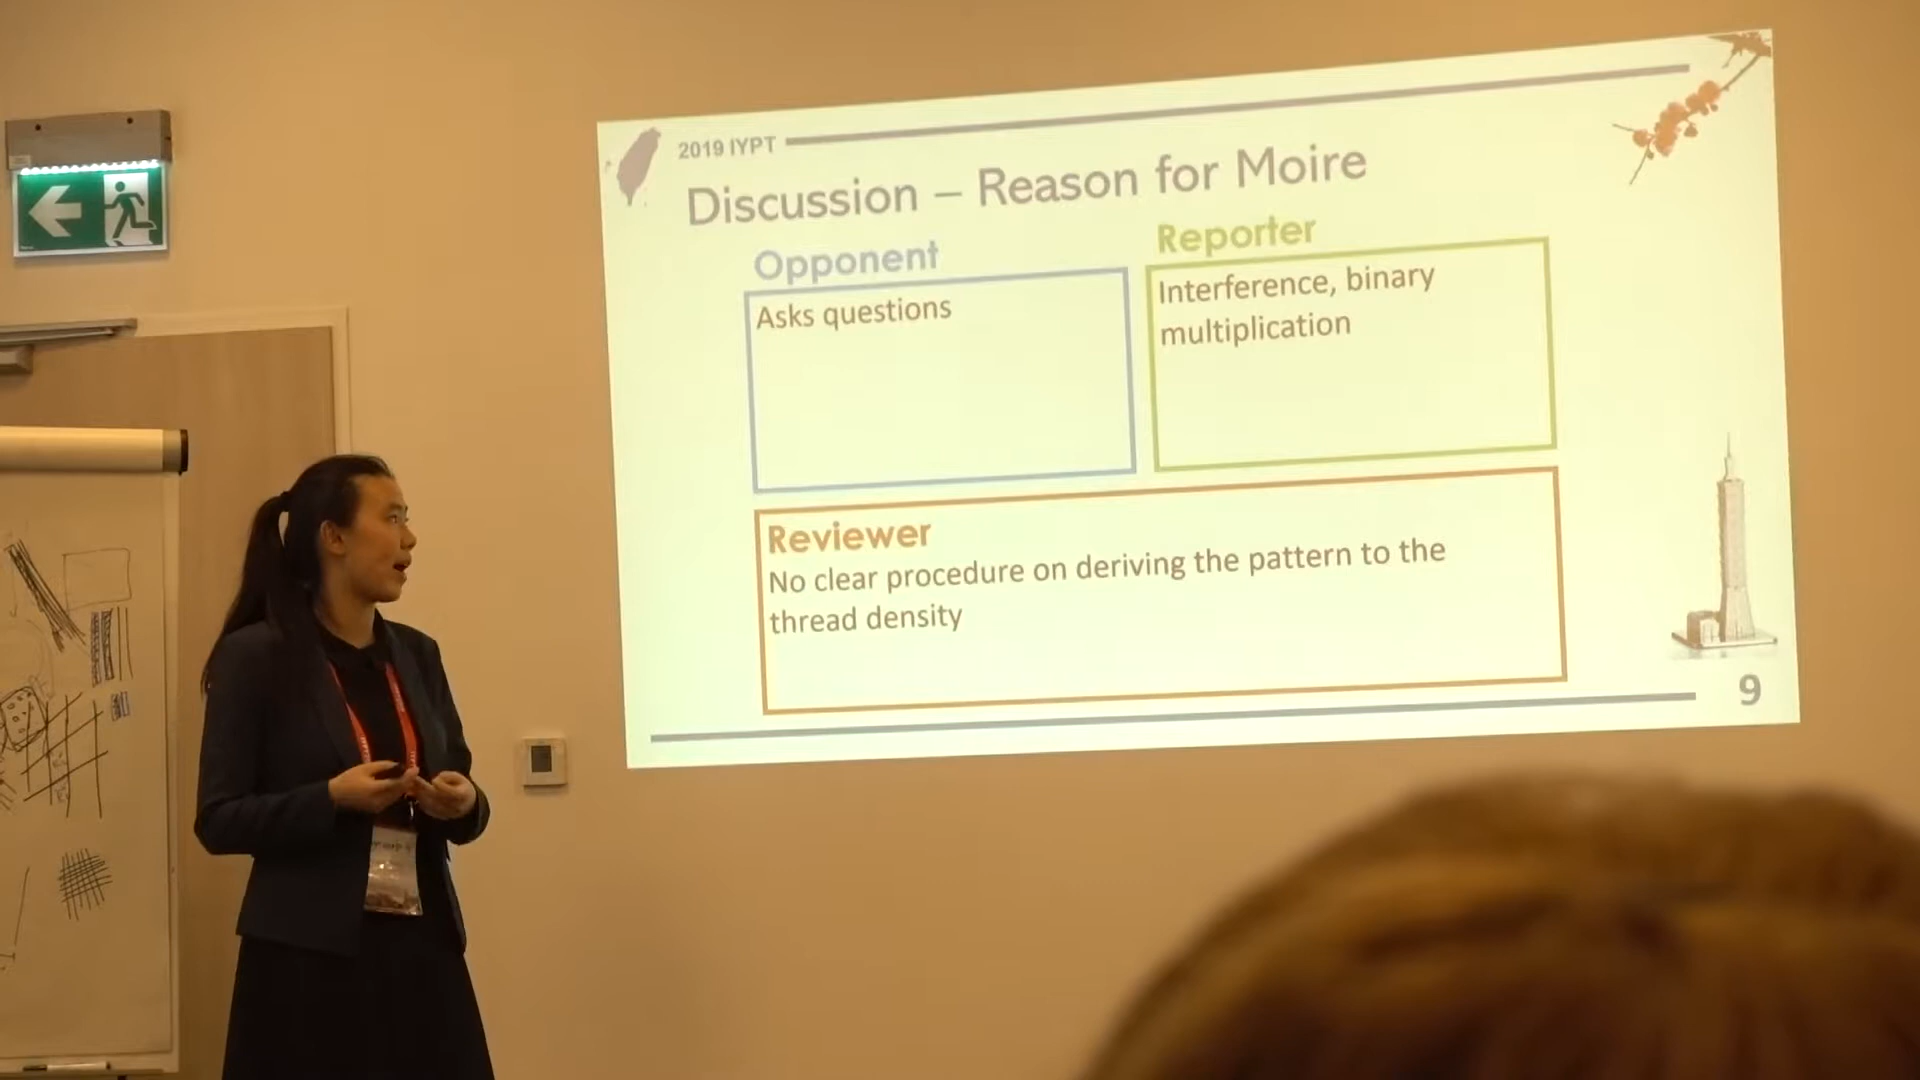 2019 IYPT
Discussion – Reason for Moire
Opponent
Asks questions
Reporter
Interference, binary
multiplication
Reviewer
No clear procedure on deriving the pattern to the
thread density
9